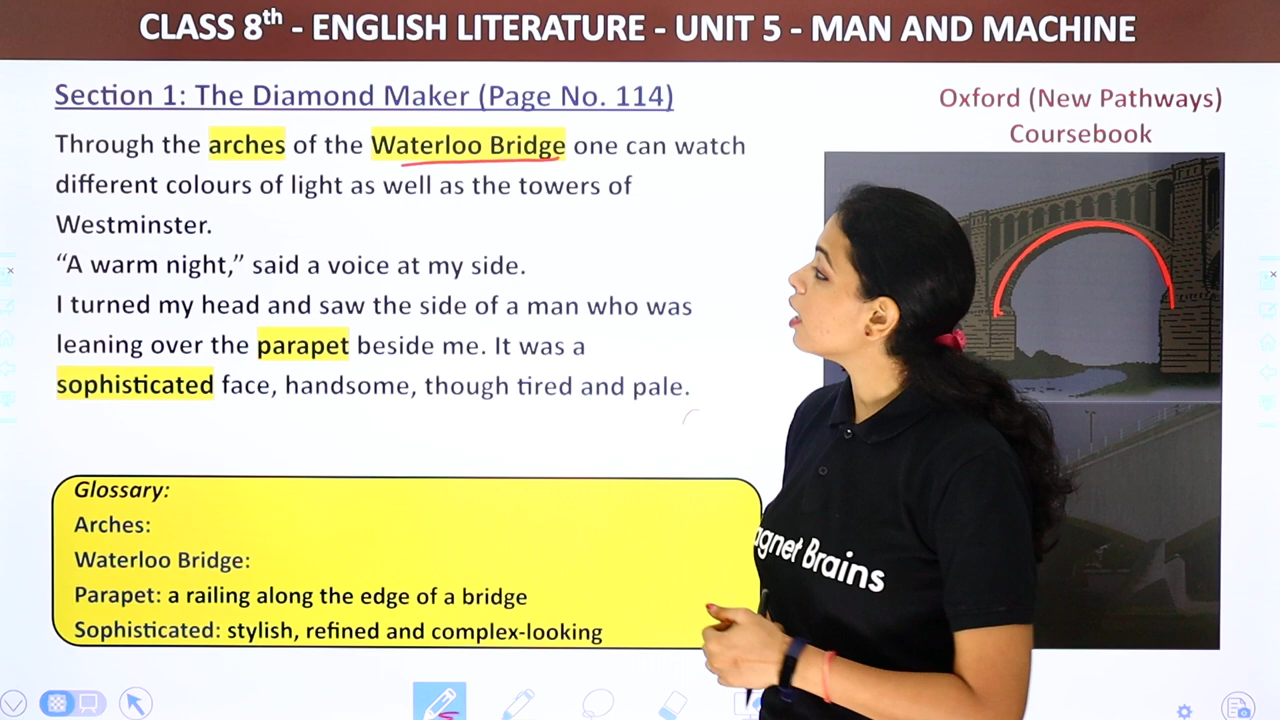 CLASS 8th - ENGLISH LITERATURE - UNIT 5 - MAN AND MACHINE
Section 1: The Diamond Maker (Page No. 114)
Oxford (New Pathways)
Coursebook
Through the arches of the Waterloo Bridge one can watch
different colours of light as well as the towers of
Westminster.
“A warm night,” said a voice at my side.
I turned my head and saw the side of a man who was
leaning over the parapet beside me. It was a
sophisticated face, handsome, though tired and pale.
Glossary:
Arches:
Waterloo Bridge:
Parapet: a railing along the edge of a bridge
Sophisticated: stylish, refined and complex-looking
agnet Brains